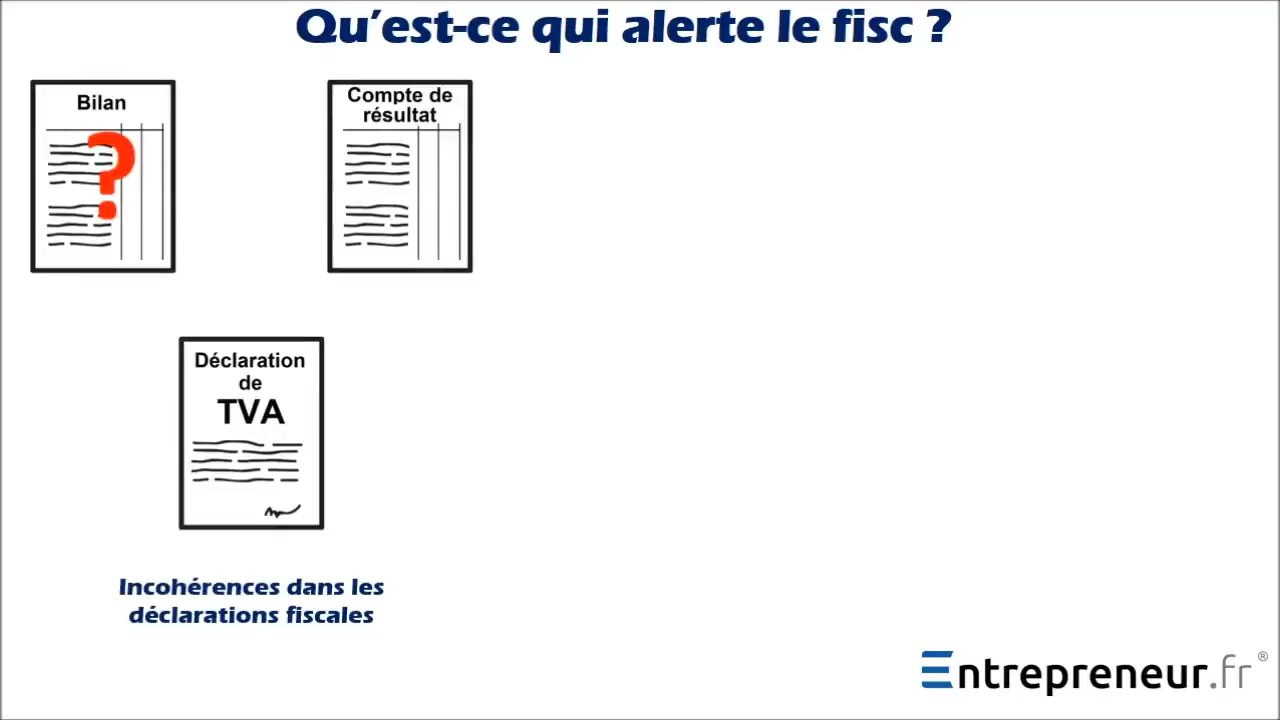 Qu'est-ce qui alerte le fisc ?
Bilan
?
Compte de
résultat
Déclaration
de
TVA
Incohérences dans les
déclarations fiscales
Entrepreneur.fr®